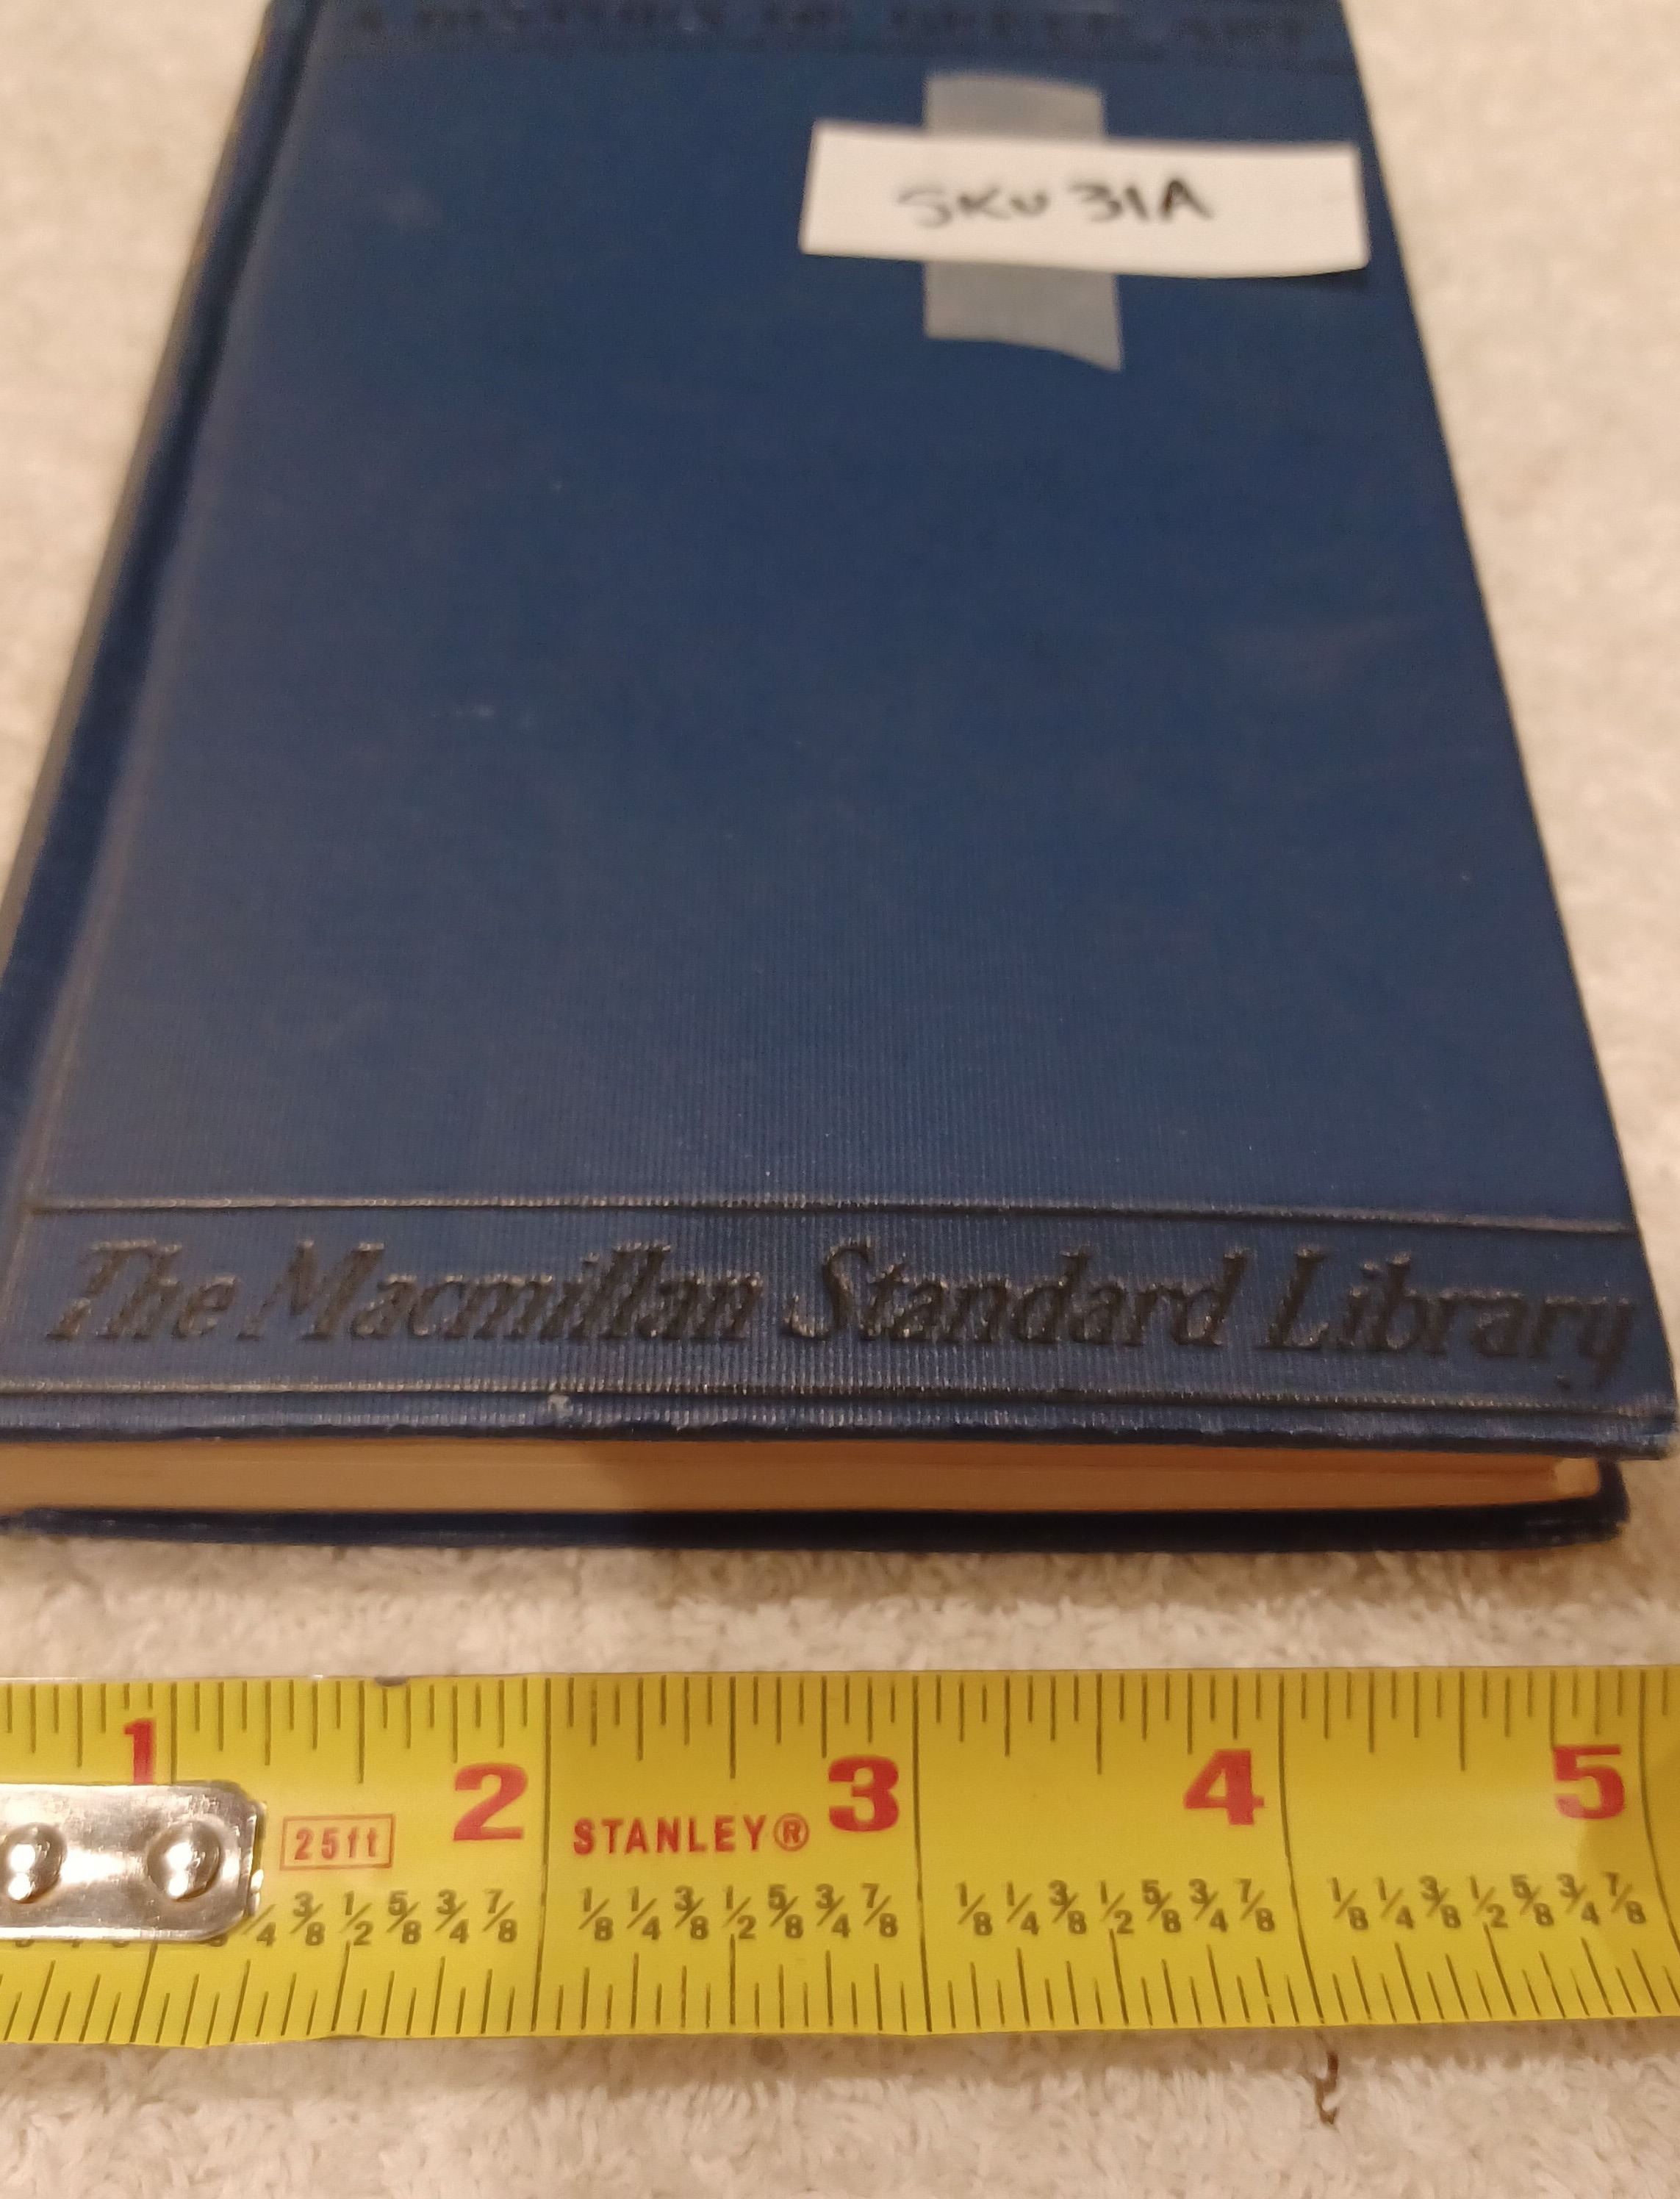 SKU 31A
The Macmillan Standard Library
1 2 3 4 5
25ft STANLEY®
1/4 3/8 1/2 5/8 3/4 7/8 1/8 1/4 3/8 1/2 5/8 3/4 7/8 1/8 1/4 3/8 1/2 5/8 3/4 7/8 1/8 1/4 3/8 1/2 5/8 3/4 7/8